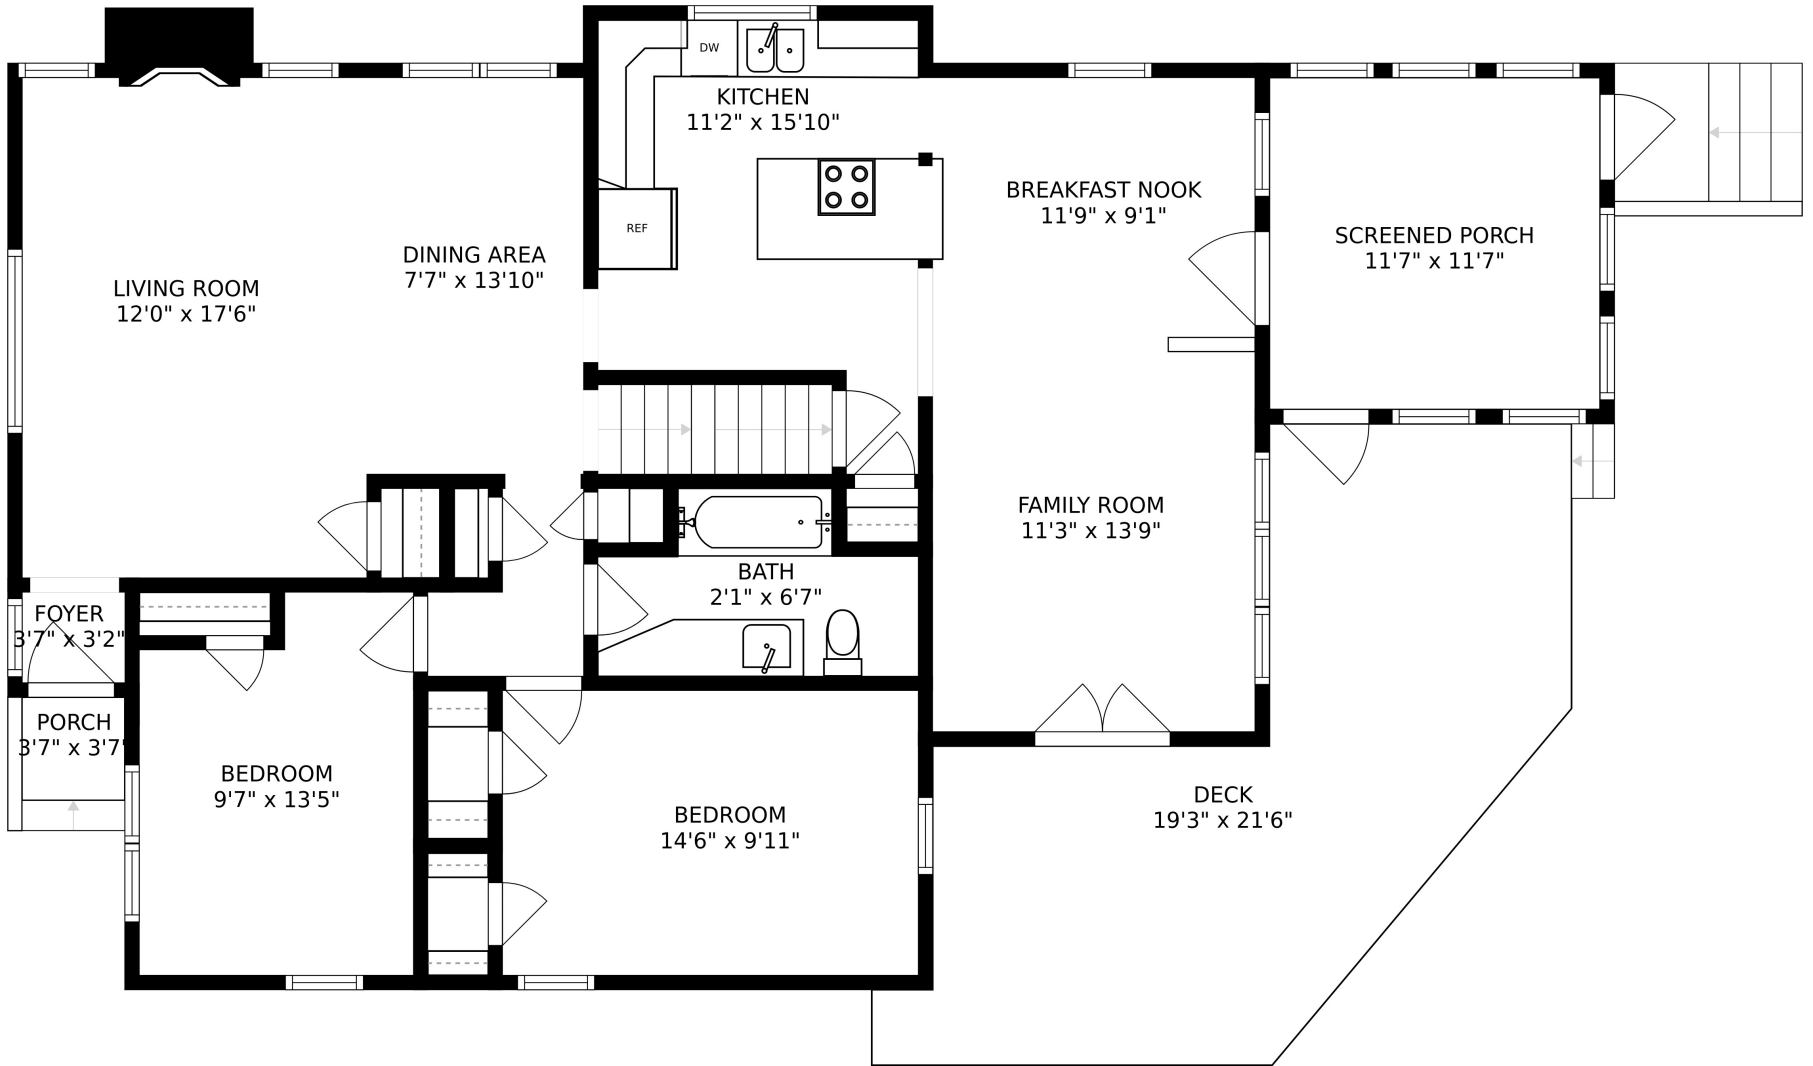 DW
KITCHEN
11'2" x 15'10"
BREAKFAST NOOK
11'9" x 9'1"
REF
SCREENED PORCH
11'7" x 11'7"
DINING AREA
7'7" x 13'10"
LIVING ROOM
12'0" x 17'6"
FAMILY ROOM
11'3" x 13'9"
BATH
2'1" x 6'7"
FOYER
3'7" x 3'2"
PORCH
3'7" x 3'7"
BEDROOM
9'7" x 13'5"
BEDROOM
14'6" x 9'11"
DECK
19'3" x 21'6"